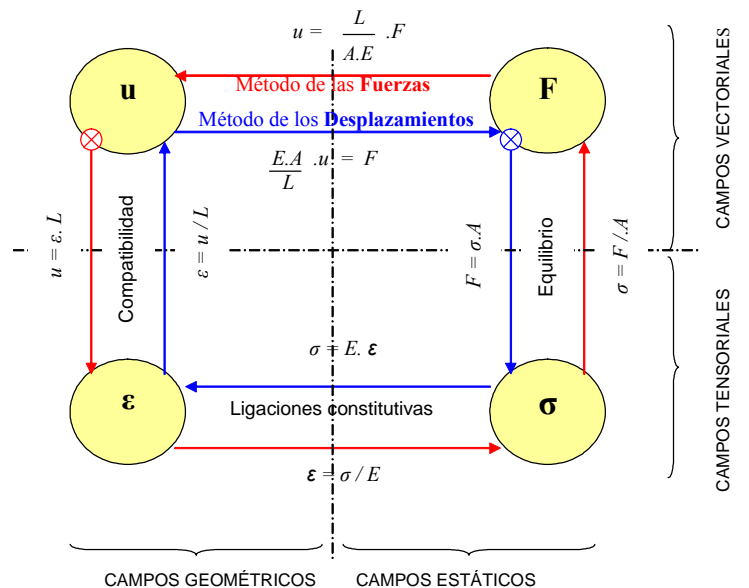 u = L / A.E .F
u
F
Método de las Fuerzas
Método de los Desplazamientos
E.A / L .u = F
CAMPOS VECTORIALES
u = ε. L
Compatibilidad
ε = u / L
F = σ.A
Equilibrio
σ = F/.A
σ = E. ε
ε
Ligaciones constitutivas
σ
ε = σ / E
CAMPOS TENSORIALES
CAMPOS GEOMÉTRICOS
CAMPOS ESTÁTICOS